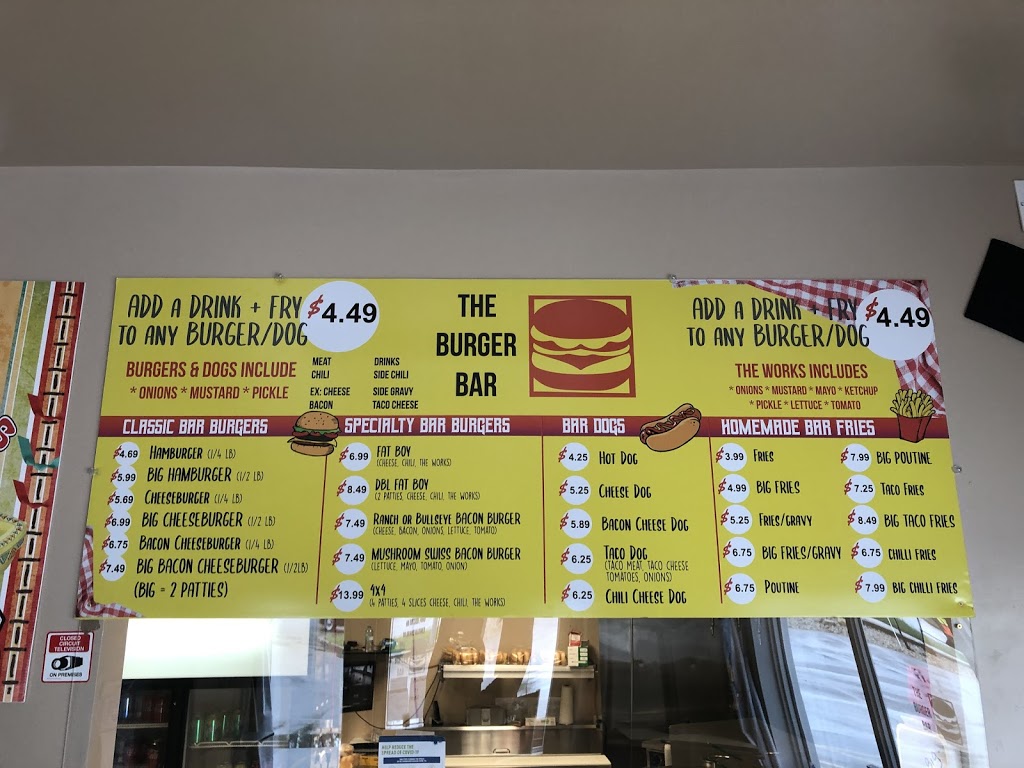 ADD A DRINK + FRY
TO ANY BURGER/DOG
$4.49
BURGERS & DOGS INCLUDE
* ONIONS * MUSTARD * PICKLE
MEAT
CHILI
EX: CHEESE
BACON
DRINKS
SIDE CHILI
SIDE GRAVY
TACO CHEESE
THE
BURGER
BAR
ADD A DRINK + FRY
TO ANY BURGER/DOG
$4.49
THE WORKS INCLUDES
* ONIONS * MUSTARD * MAYO * KETCHUP
* PICKLE * LETTUCE * TOMATO
CLASSIC BAR BURGERS
$4.69 HAMBURGER (1/4 LB)
$5.99 BIG HAMBURGER (1/2 LB)
$5.69 CHEESEBURGER (1/4 LB)
$6.99 BIG CHEESEBURGER (1/2 LB)
$6.75 BACON CHEESEBURGER (1/4 LB)
$7.49 BIG BACON CHEESEBURGER (1/2LB)
(BIG = 2 PATTIES)
SPECIALTY BAR BURGERS
$6.99 FAT BOY
(CHEESE, CHILI, THE WORKS)
$8.49 DBL FAT BOY
(2 PATTIES, CHEESE, CHILI, THE WORKS)
$7.49 RANCH OR BULLSEYE BACON BURGER
(CHEESE, BACON, ONIONS, LETTUCE, TOMATO)
$7.49 MUSHROOM SWISS BACON BURGER
(LETTUCE, MAYO, TOMATO, ONION)
$13.99 4X4
(4 PATTIES, 4 SLICES CHEESE, CHILI, THE WORKS)
BAR DOGS
$4.25 HOT DOG
$5.25 CHEESE DOG
$5.89 BACON CHEESE DOG
$6.25 TACO DOG
(TACO MEAT, TACO CHEESE
TOMATOES, ONIONS)
$6.25 CHILI CHEESE DOG
HOMEMADE BAR FRIES
$3.99 FRIES
$4.99 BIG FRIES
$5.25 FRIES/GRAVY
$6.75 BIG FRIES/GRAVY
$6.75 POUTINE
$7.99 BIG POUTINE
$7.25 TACO FRIES
$8.49 BIG TACO FRIES
$6.75 CHILLI FRIES
$7.99 BIG CHILLI FRIES
CLOSED
CIRCUIT
TELEVISION
ON PREMISES
HELP REDUCE THE
SPREAD OF COVID-19